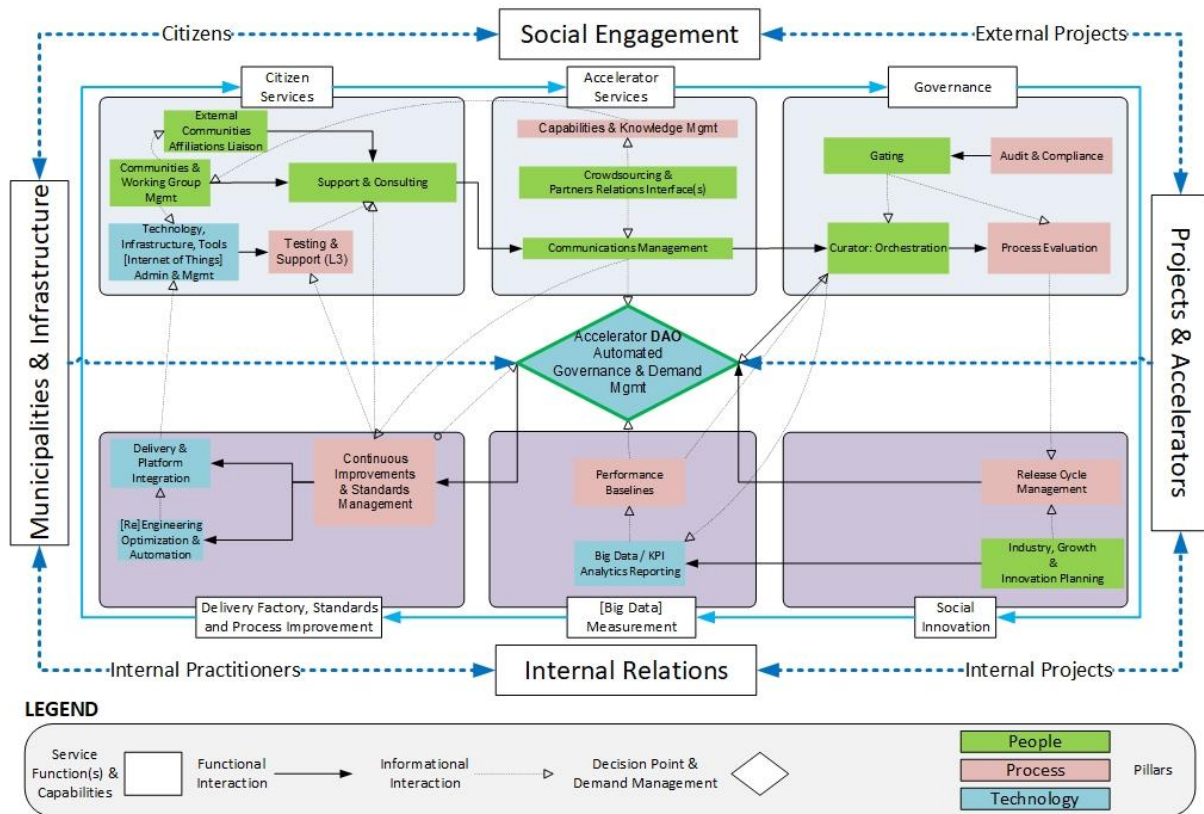 Citizens
Social Engagement
External Projects
Citizen
Services
Accelerator
Services
Governance
External
Communities
Affiliations Liaison
Communities &
Working Group
Mgmt
Support & Consulting
Technology,
Infrastructure, Tools
[Internet of Things]
Admin & Mgmt
Testing &
Support (L3)
Capabilities & Knowledge Mgmt
Crowdsourcing &
Partners Relations Interface(s)
Communications Management
Gating
Audit & Compliance
Curator: Orchestration
Process Evaluation
Municipalities & Infrastructure
Projects & Accelerators
Accelerator DAO
Automated
Governance & Demand
Mgmt
Delivery &
Platform
Integration
[Re]Engineering
Optimization &
Automation
Continuous
Improvements
& Standards
Management
Performance
Baselines
Big Data / KPI
Analytics Reporting
Release Cycle
Management
Industry, Growth
&
Innovation Planning
Delivery Factory, Standards
and Process Improvement
[Big Data]
Measurement
Social
Innovation
Internal Practitioners
Internal Relations
Internal Projects
LEGEND
Service
Function(s) &
Capabilities
Functional
Interaction
Informational
Interaction
Decision Point &
Demand Management
People
Process
Technology
Pillars